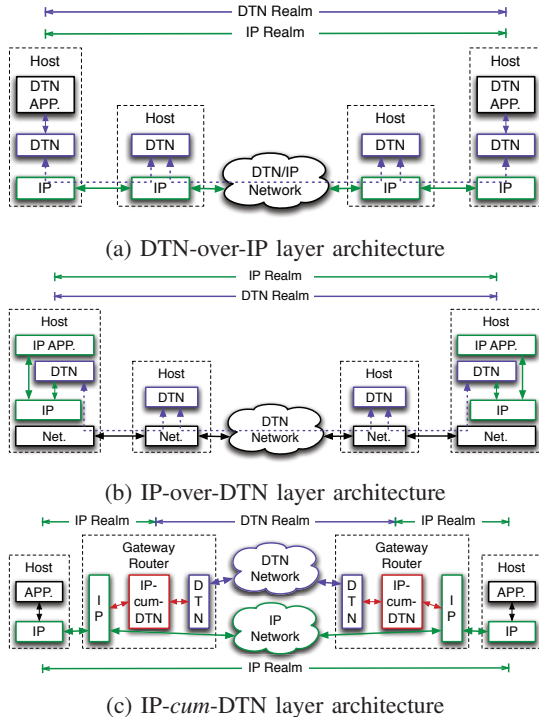 DTN Realm
IP Realm
Host
Host
DTN
APP.
DTN
APP.
Host
Host
DTN
DTN
DTN
DTN
DTN/IP
Network
IP
IP
IP
IP
(a) DTN-over-IP layer architecture
IP Realm
DTN Realm
Host
Host
IP APP.
IP APP.
Host
Host
DTN
DTN
DTN
DTN
IP
IP
DTN
Network
Net.
Net.
Net.
Net.
(b) IP-over-DTN layer architecture
IP Realm
DTN Realm
IP Realm
Gateway
Router
Gateway
Router
Host
Host
DTN
Network
APP.
IP
IP
IP-
cum-
DTN
DTN
DTN
IP-
cum-
DTN
IP
APP.
IP
IP
Network
IP Realm
(c) IP-cum-DTN layer architecture